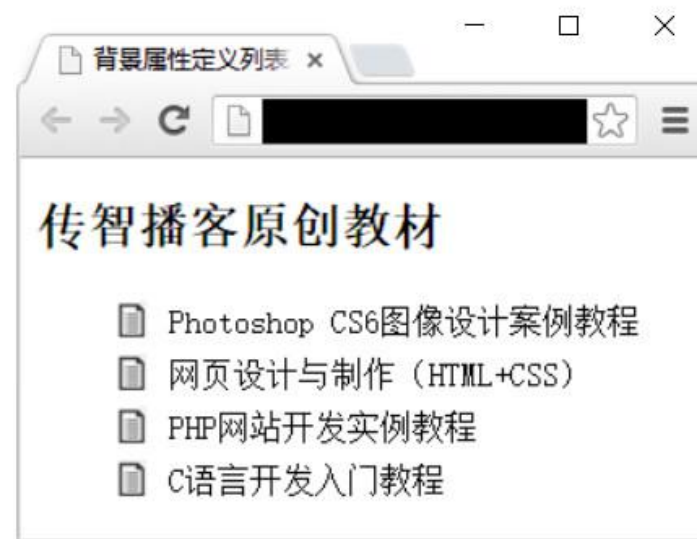 背景属性定义列表
传智播客原创教材
Photoshop CS6图像设计案例教程
网页设计与制作（HTML+CSS）
PHP网站开发实例教程
C语言开发入门教程